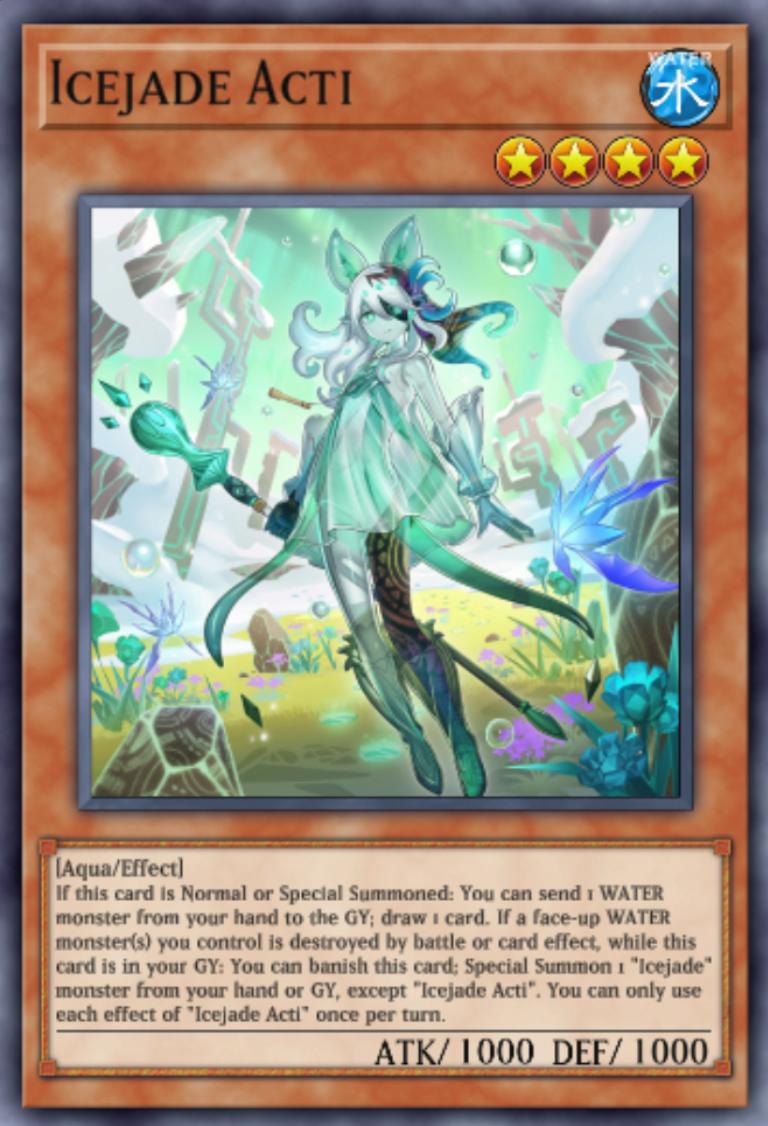 Icejade Acti
WATER
水
[Aqua/Effect]
If this card is Normal or Special Summoned: You can send 1 WATER
monster from your hand to the GY; draw 1 card. If a face-up WATER
monster(s) you control is destroyed by battle or card effect, while this
card is in your GY: You can banish this card; Special Summon 1 "Icejade"
monster from your hand or GY, except "Icejade Acti". You can only use
each effect of "Icejade Acti" once per turn.
ATK/ 1000 DEF/ 1000